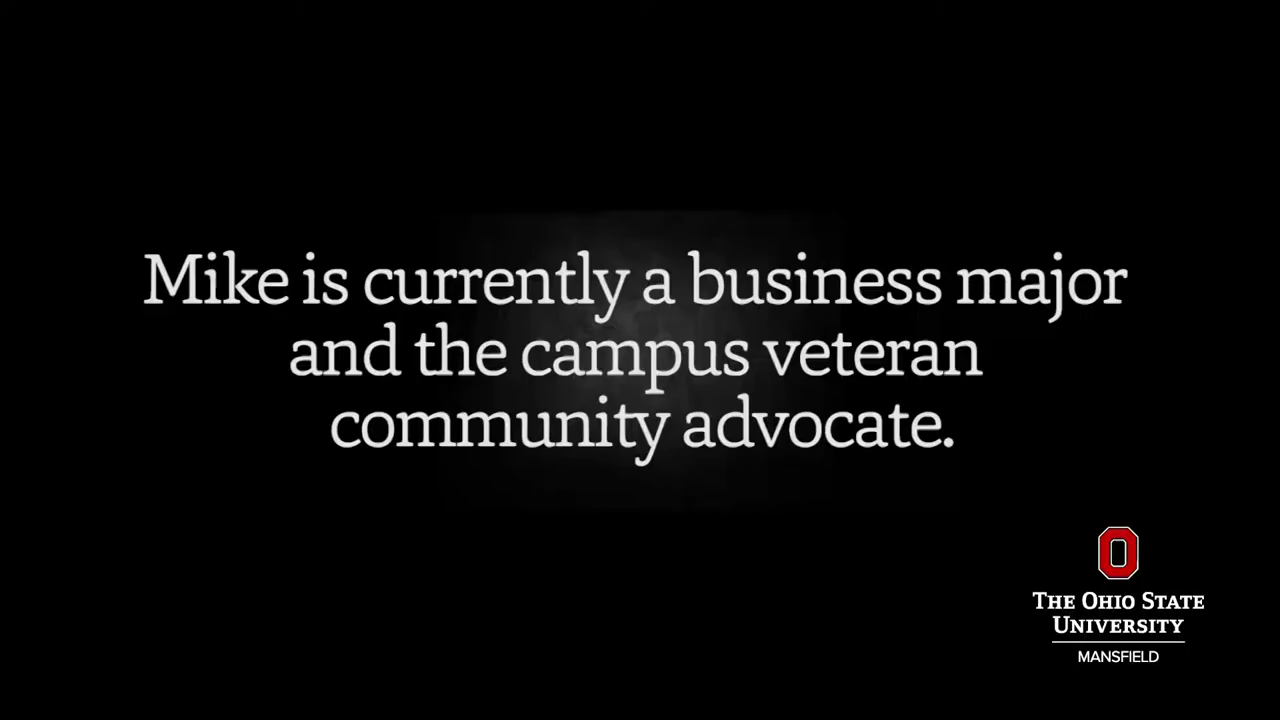 Mike is currently a business major
and the campus veteran
community advocate.
O
THE OHIO STATE
UNIVERSITY
MANSFIELD